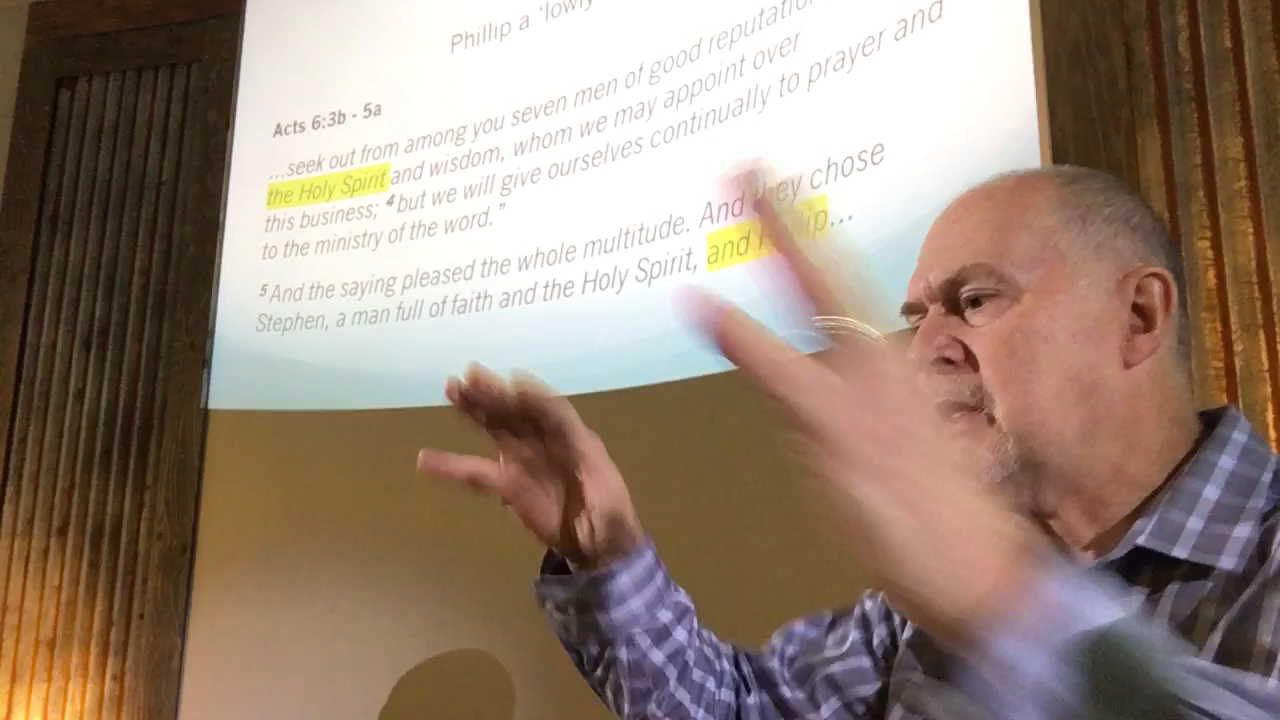 Phillip a 'lowly
Acts 6:3b - 5a
...seek out from among you seven men of good reputation
the Holy Spirit and wisdom, whom we may appoint over
this business; 4 but we will give ourselves continually to prayer and
to the ministry of the word."
5 And the saying pleased the whole multitude. And they chose
Stephen, a man full of faith and the Holy Spirit, and Philip...